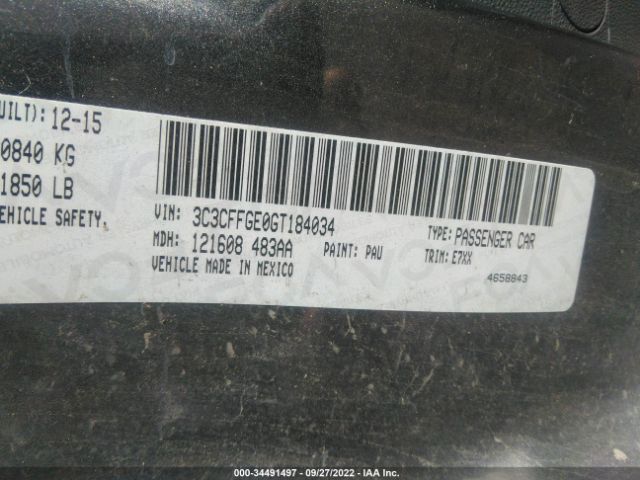 UILT): 12-15
0840 KG
1850 LB
EHICLE SAFETY.
VIN: 3C3CFFGE0GT184034
TYPE: PASSENGER CAR
MDH: 121608 483AA
PAINT: PAU
TRIM: E7XX
VEHICLE MADE IN MEXICO
4658843
000-34491497 - 09/27/2022 - IAA Inc.